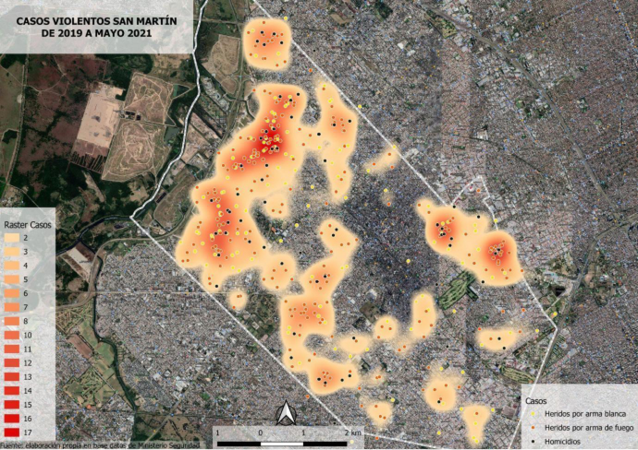 CASOS VIOLENTOS SAN MARTÍN
DE 2019 A MAYO 2021
Raster Casos
2
3
4
4
5
6
7
8
10
11
12
13
14
15
16
17
Casos
Heridos por arma blanca
Heridos por arma de fuego
Homicidios
1 0 1 2 km
Fuente: elaboración propia en base datas de Ministerio Seguridad